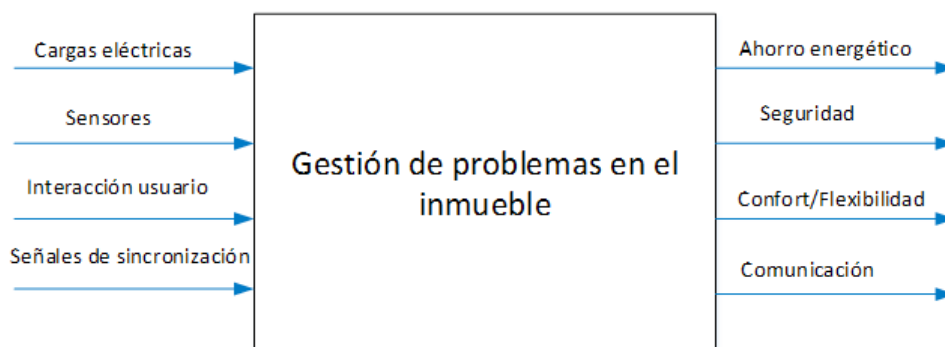 Cargas eléctricas
Sensores
Interacción usuario
Señales de sincronización
Gestión de problemas en el
inmueble
Ahorro energético
Seguridad
Confort/Flexibilidad
Comunicación